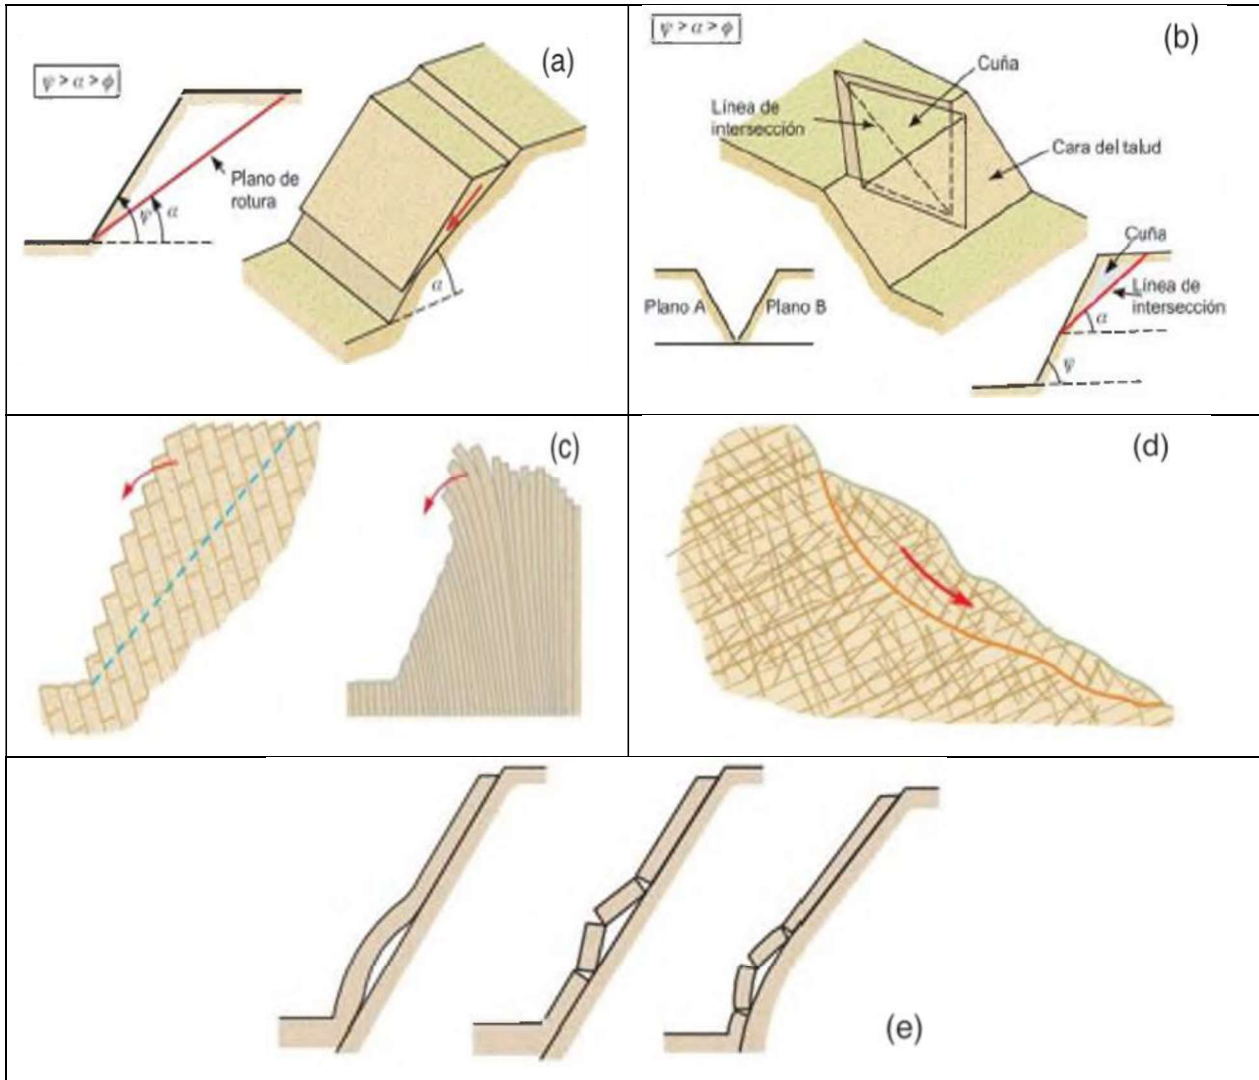 ψ > α > ϕ
(a)
Plano de
rotura
ψ
α
α
ψ > α > ϕ
(b)
Cuña
Línea de
intersección
Cara del talud
Plano A
Plano B
Cuña
Línea de
intersección
α
ψ
(c)
(d)
(e)